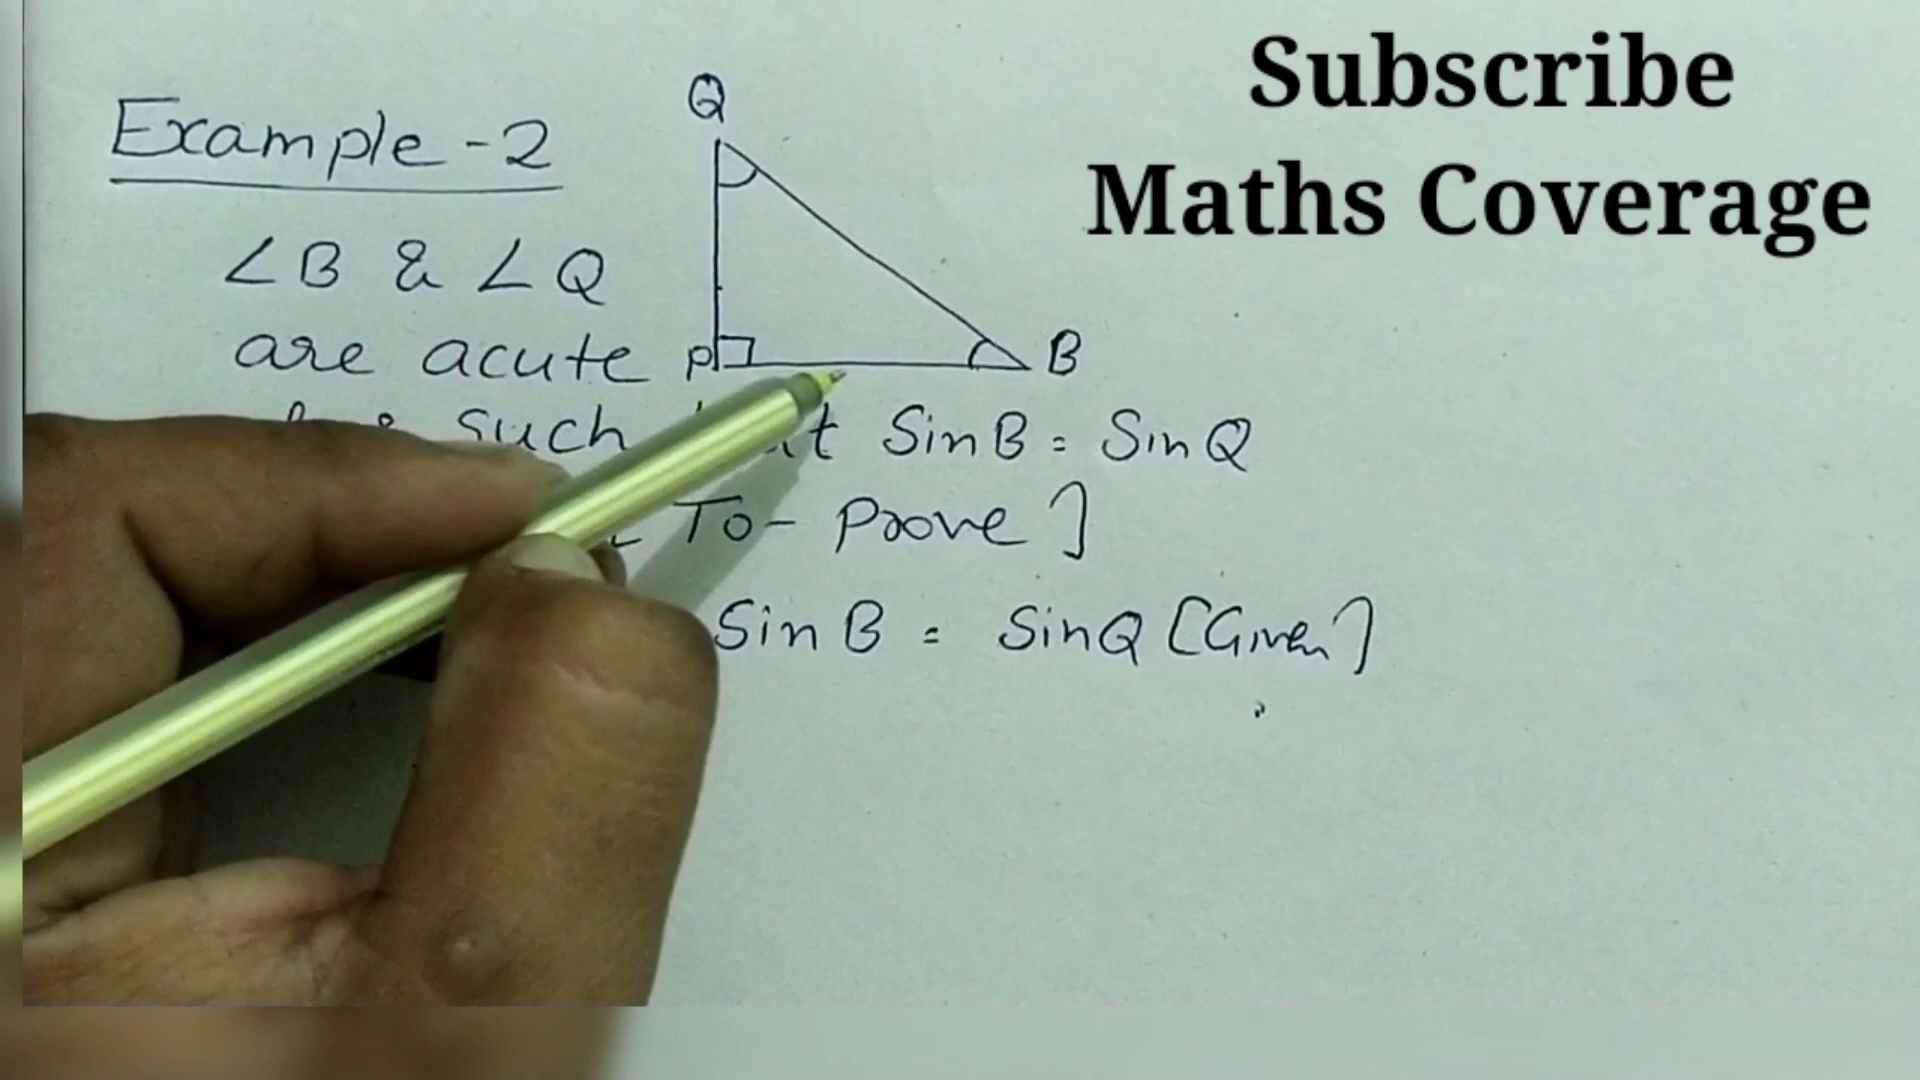 Subscribe
Maths Coverage
Example - 2
Q
∠B & ∠Q
are acute
P
B
such
Sin B = Sin Q
To - Prove ]
Sin B = Sin Q [Given]